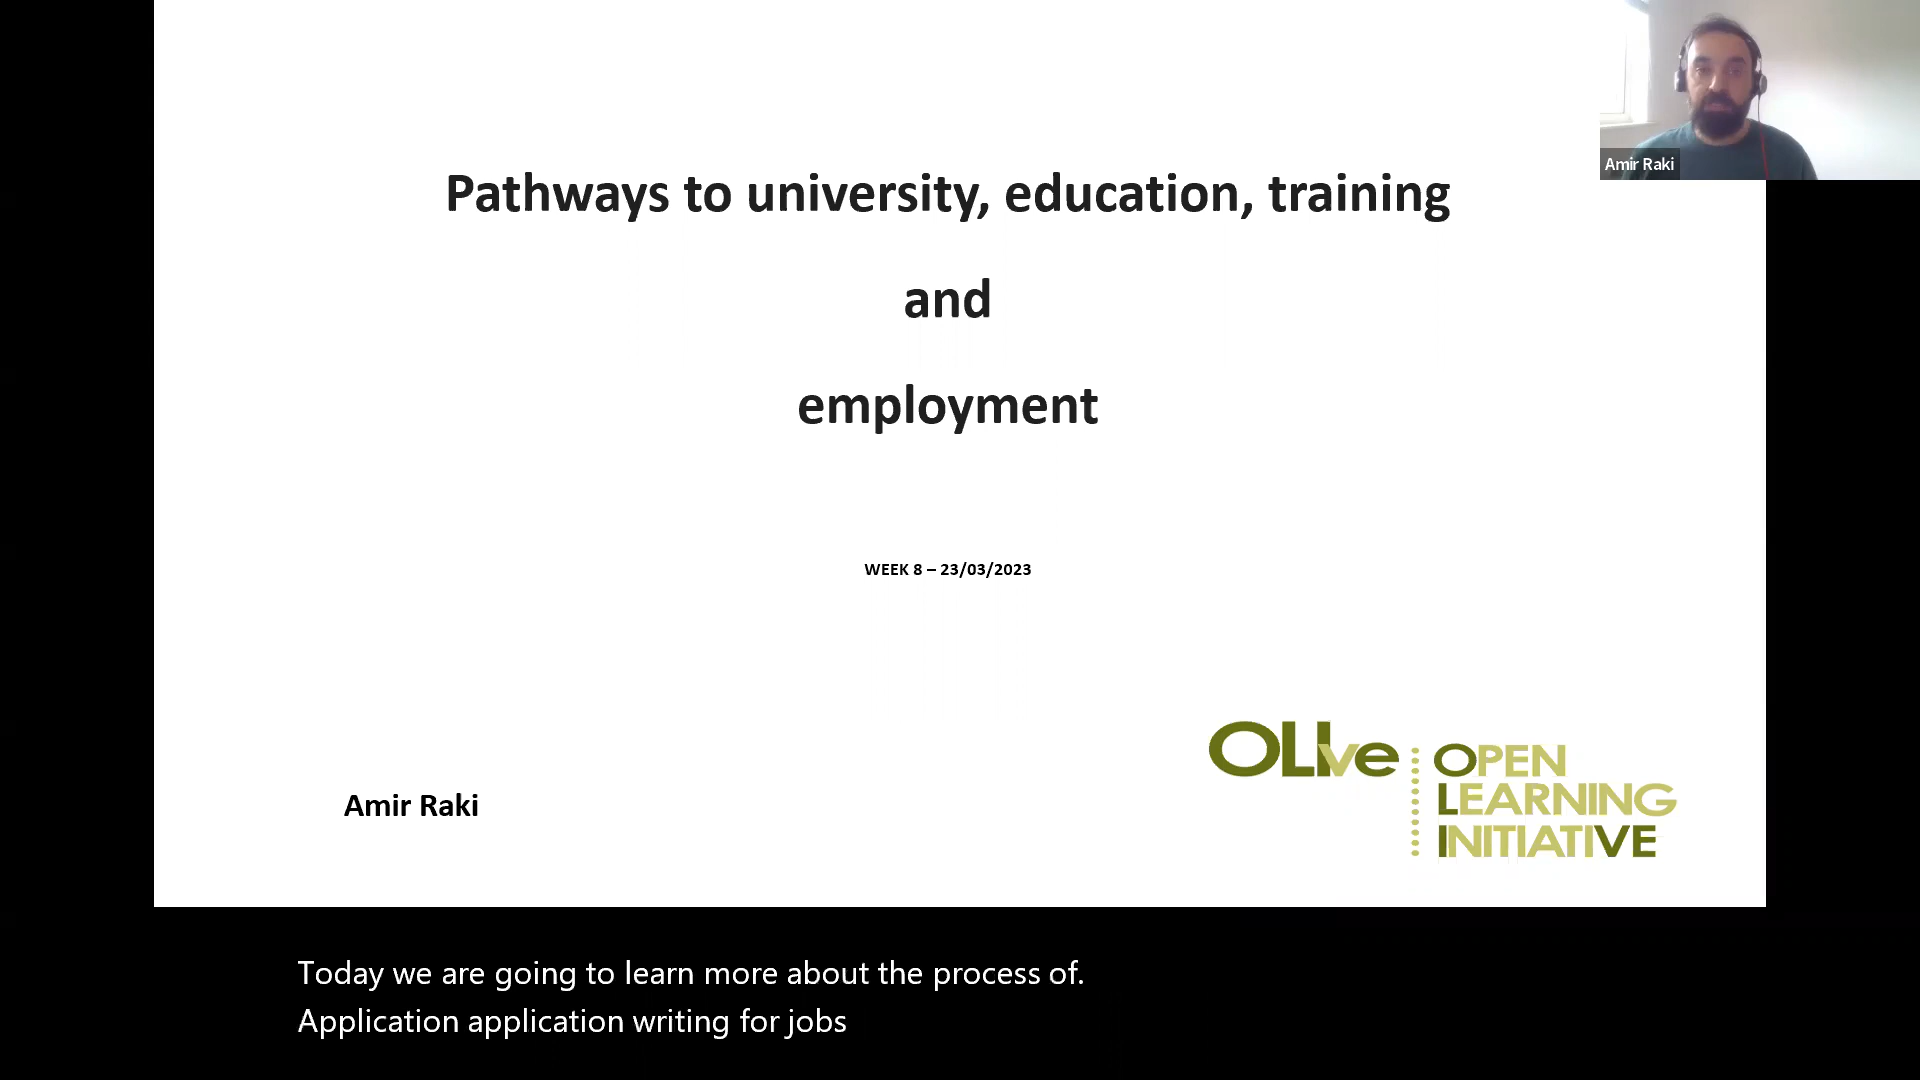 Amir Raki
Pathways to university, education, training
and
employment
WEEK 8 – 23/03/2023
Amir Raki
OLIve
OPEN
LEARNING
INITIATIVE
Today we are going to learn more about the process of.
Application application writing for jobs